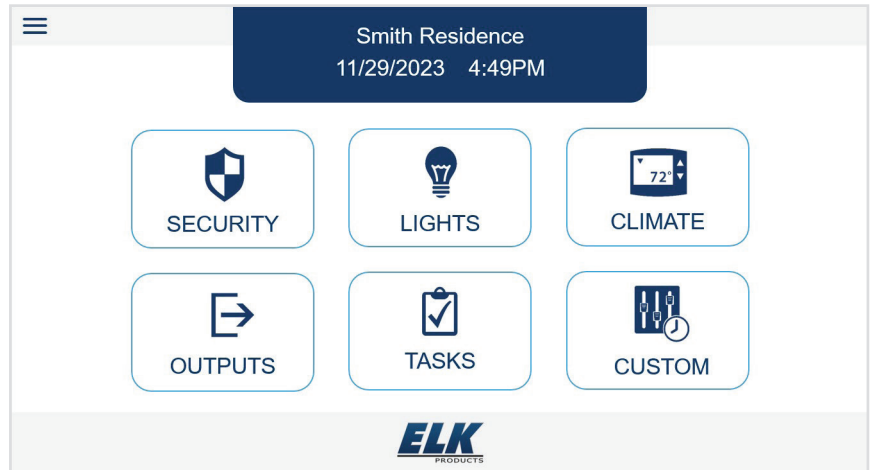 Smith Residence
11/29/2023 4:49PM
SECURITY LIGHTS 72° CLIMATE
OUTPUTS TASKS CUSTOM
ELK
PRODUCTS